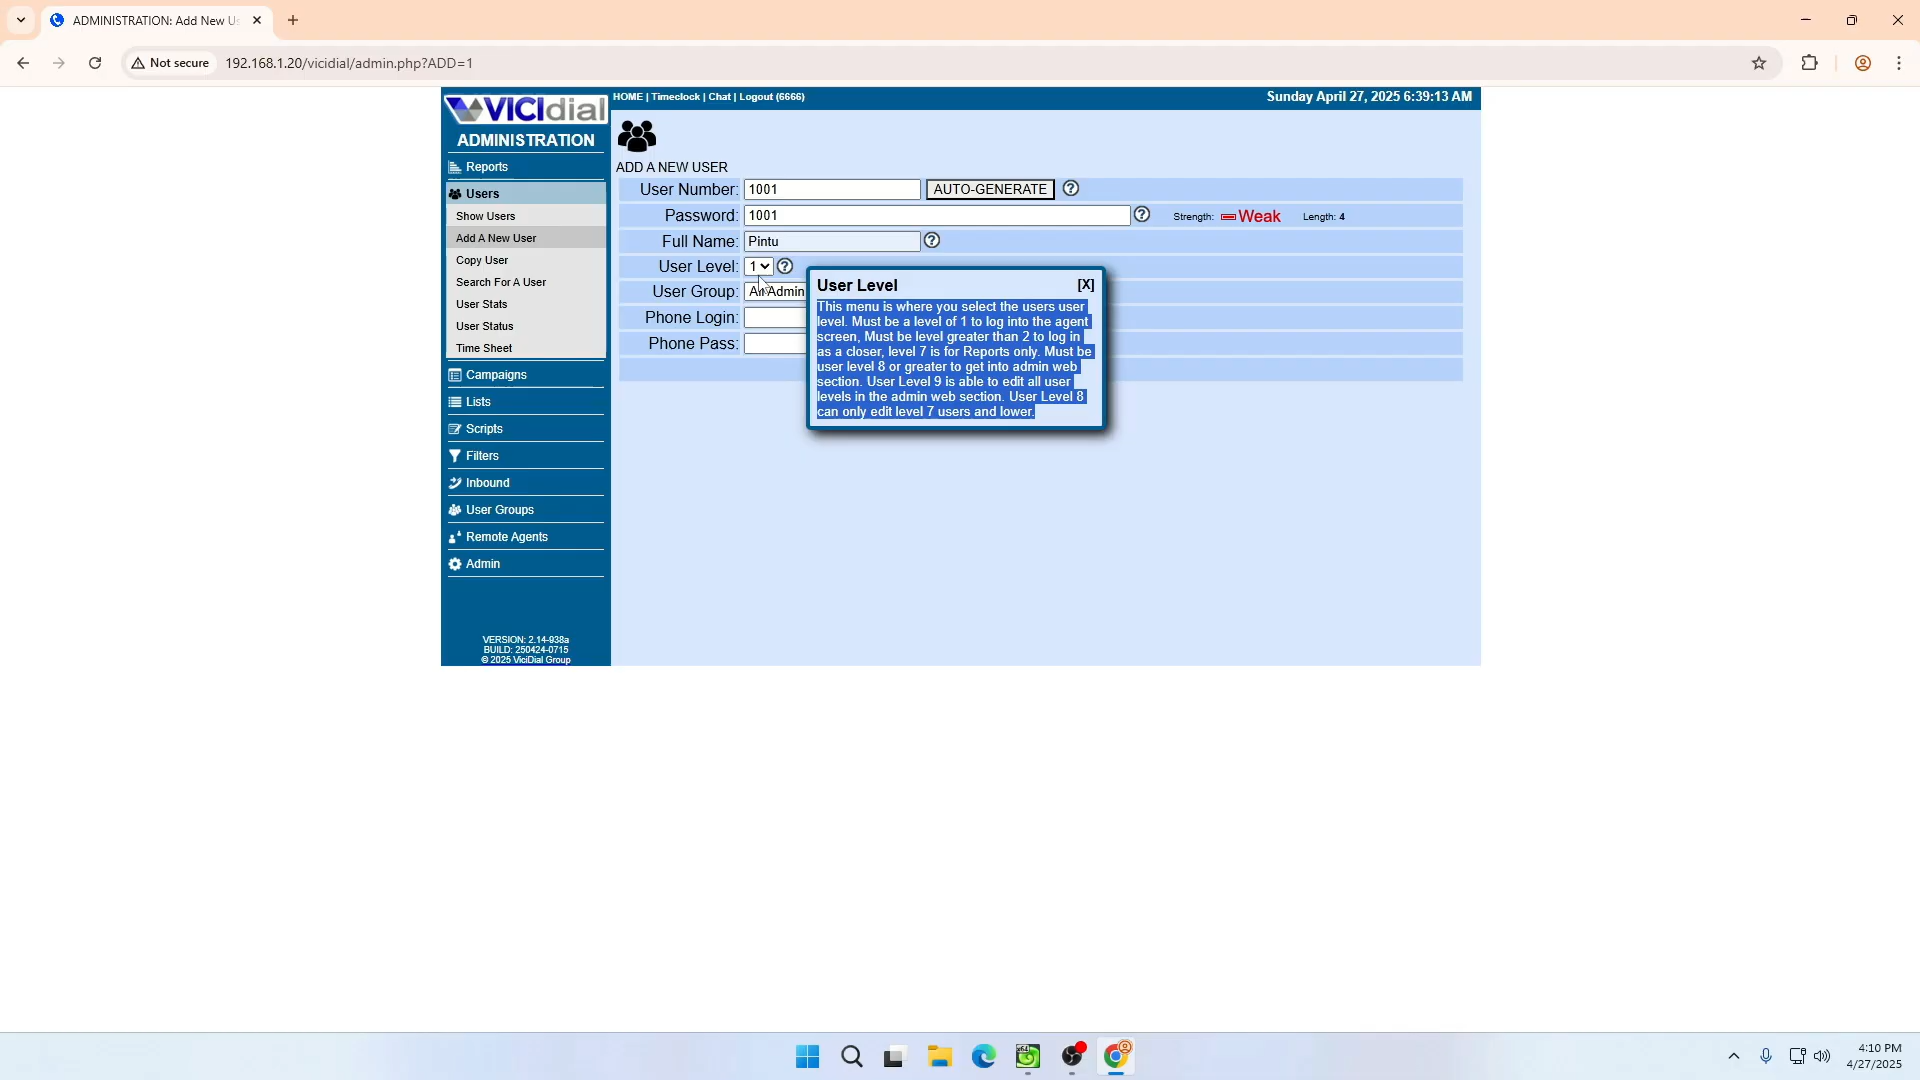 ADMINISTRATION: Add New Us
Not secure
192.168.1.20/vicidial/admin.php?ADD=1
VICIdial
ADMINISTRATION
HOME | Timeclock | Chat | Logout (6666)
Sunday April 27, 2025 6:39:13 AM
Reports
Users
Show Users
Add A New User
Copy User
Search For A User
User Stats
User Status
Time Sheet
Campaigns
Lists
Scripts
Filters
Inbound
User Groups
Remote Agents
Admin
VERSION: 2.14-938a
BUILD: 250424-0715
© 2025 ViciDial Group
ADD A NEW USER
User Number: 1001 AUTO-GENERATE
Password: 1001 Strength: Weak Length: 4
Full Name: Pintu
User Level: 1
User Group: Admin
Phone Login:
Phone Pass:
User Level [X]
This menu is where you select the users user
level. Must be a level of 1 to log into the agent
screen, Must be level greater than 2 to log in
as a closer, level 7 is for Reports only. Must be
user level 8 or greater to get into admin web
section. User Level 9 is able to edit all user
levels in the admin web section. User Level 8
can only edit level 7 users and lower.
4:10 PM
4/27/2025